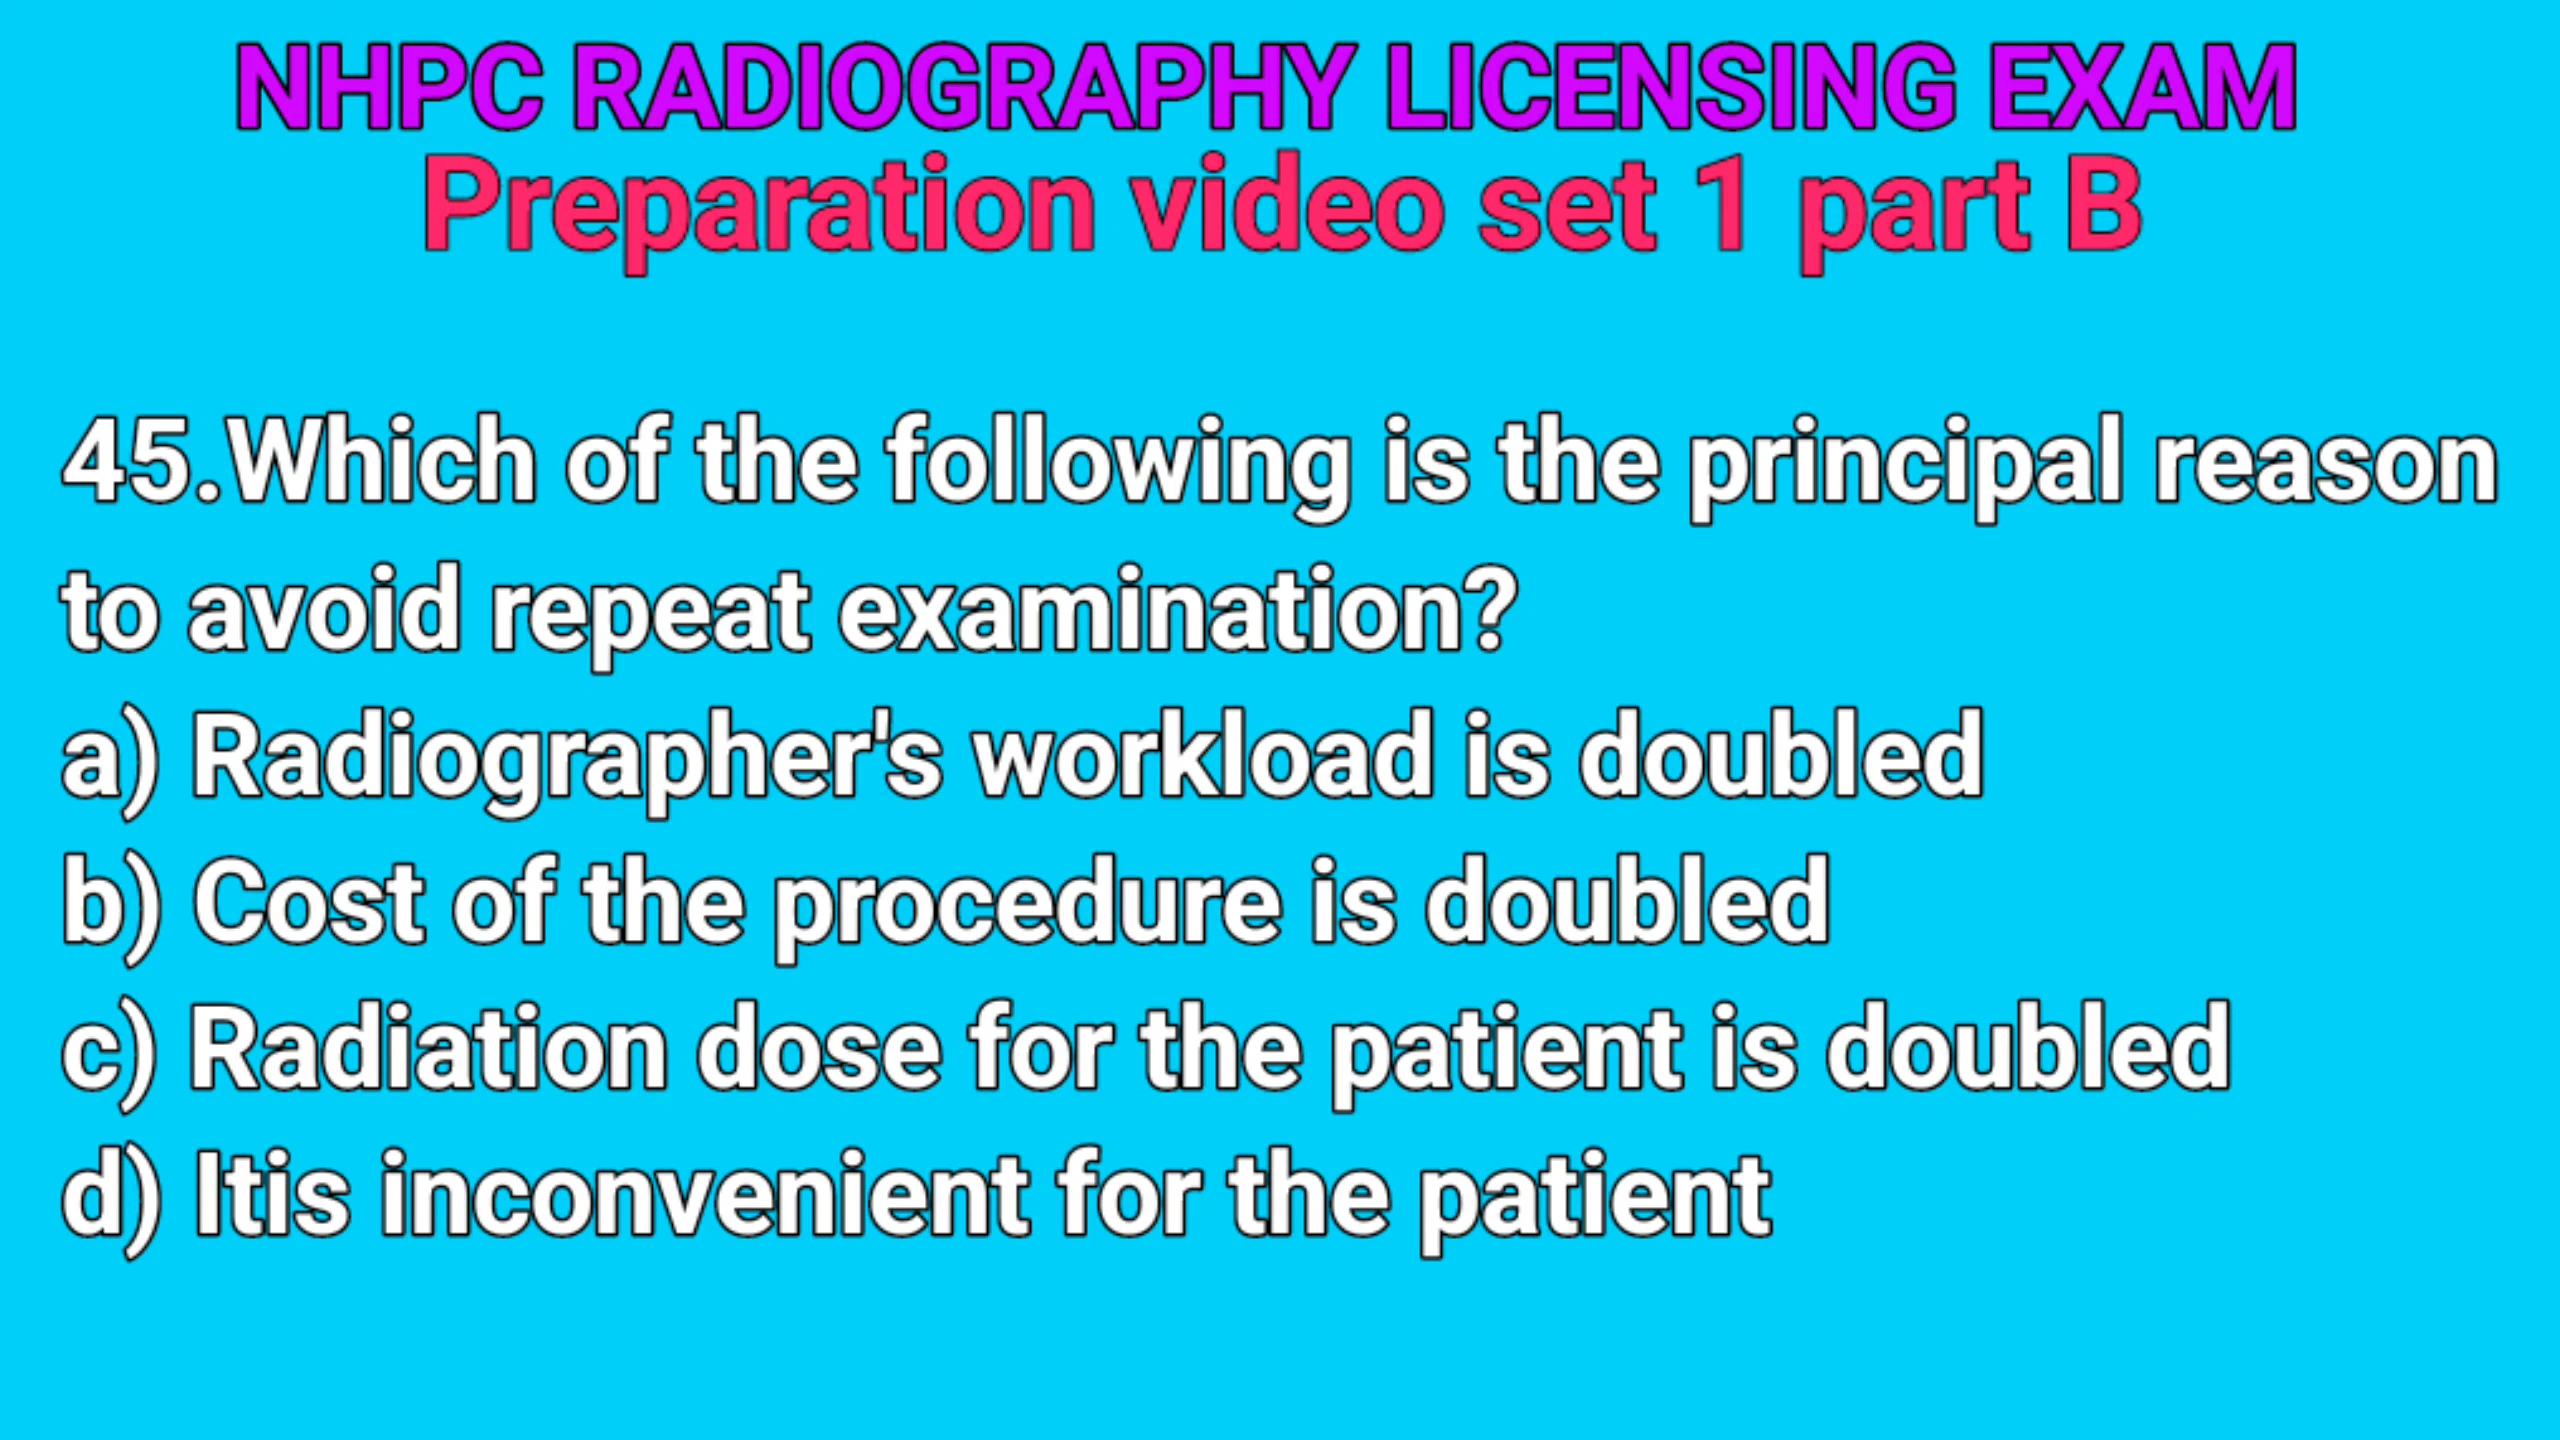 NHPC RADIOGRAPHY LICENSING EXAM
Preparation video set 1 part B
45.Which of the following is the principal reason
to avoid repeat examination?
a) Radiographer's workload is doubled
b) Cost of the procedure is doubled
c) Radiation dose for the patient is doubled
d) Itis inconvenient for the patient